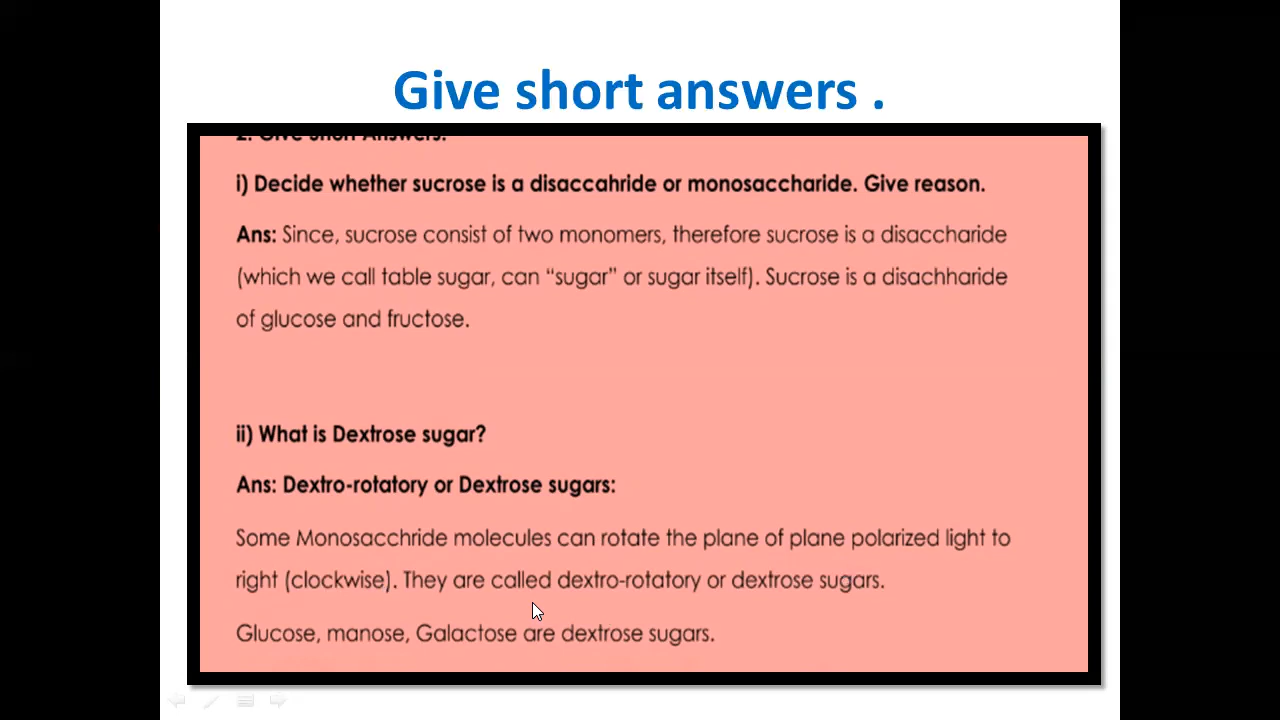 Give short answers .
2. Give Short Answers:
i) Decide whether sucrose is a disaccahride or monosaccharide. Give reason.
Ans: Since, sucrose consist of two monomers, therefore sucrose is a disaccharide
(which we call table sugar, can “sugar” or sugar itself). Sucrose is a disachharide
of glucose and fructose.
ii) What is Dextrose sugar?
Ans: Dextro-rotatory or Dextrose sugars:
Some Monosacchride molecules can rotate the plane of plane polarized light to
right (clockwise). They are called dextro-rotatory or dextrose sugars.
Glucose, manose, Galactose are dextrose sugars.